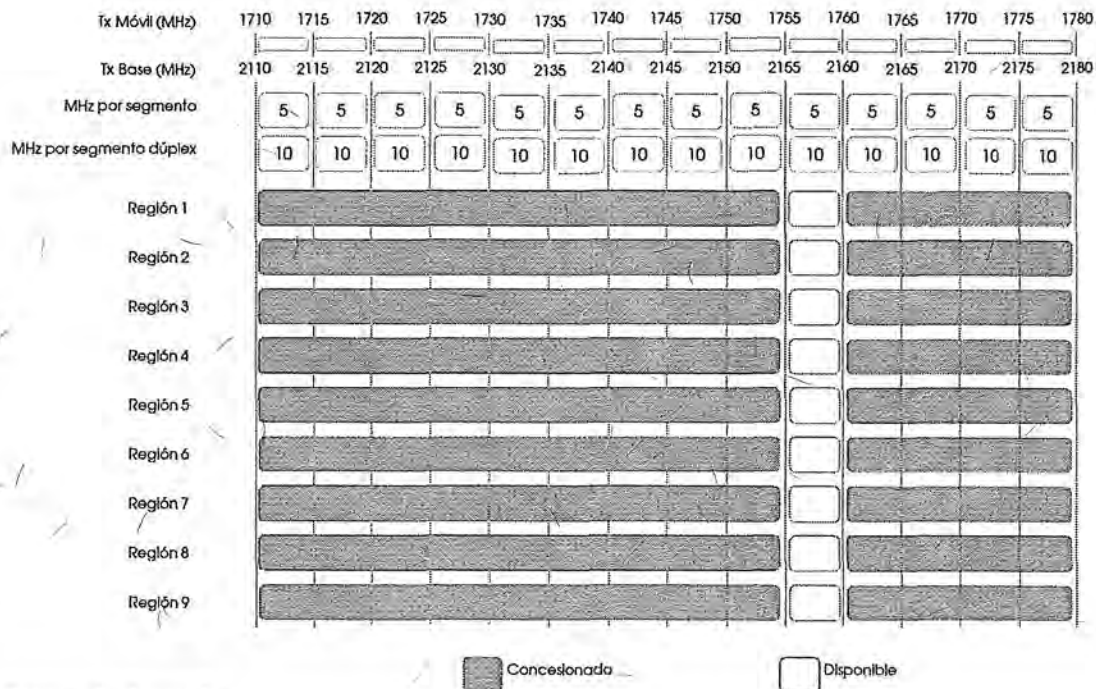 Tx Móvil (MHz) 1710 1715 1720 1725 1730 1735 1740 1745 1750 1755 1760 1765 1770 1775 1780
Tx Base (MHz) 2110 2115 2120 2125 2130 2135 2140 2145 2150 2155 2160 2165 2170 2175 2180
MHz por segmento 5 5 5 5 5 5 5 5 5 5 5 5 5 5
MHz por segmento dúplex 10 10 10 10 10 10 10 10 10 10 10 10 10 10
Región 1
Región 2
Región 3
Región 4
Región 5
Región 6
Región 7
Región 8
Región 9
Concesionada Disponible